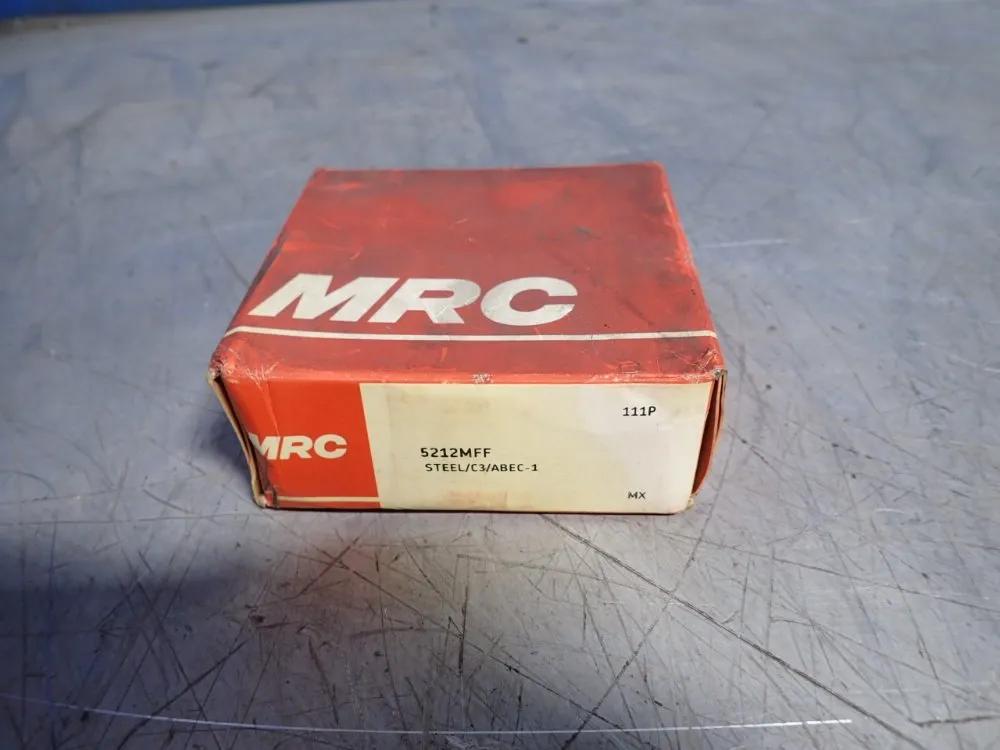 MRC
MRC
111P
5212MFF
STEEL/C3/ABEC-1
MX